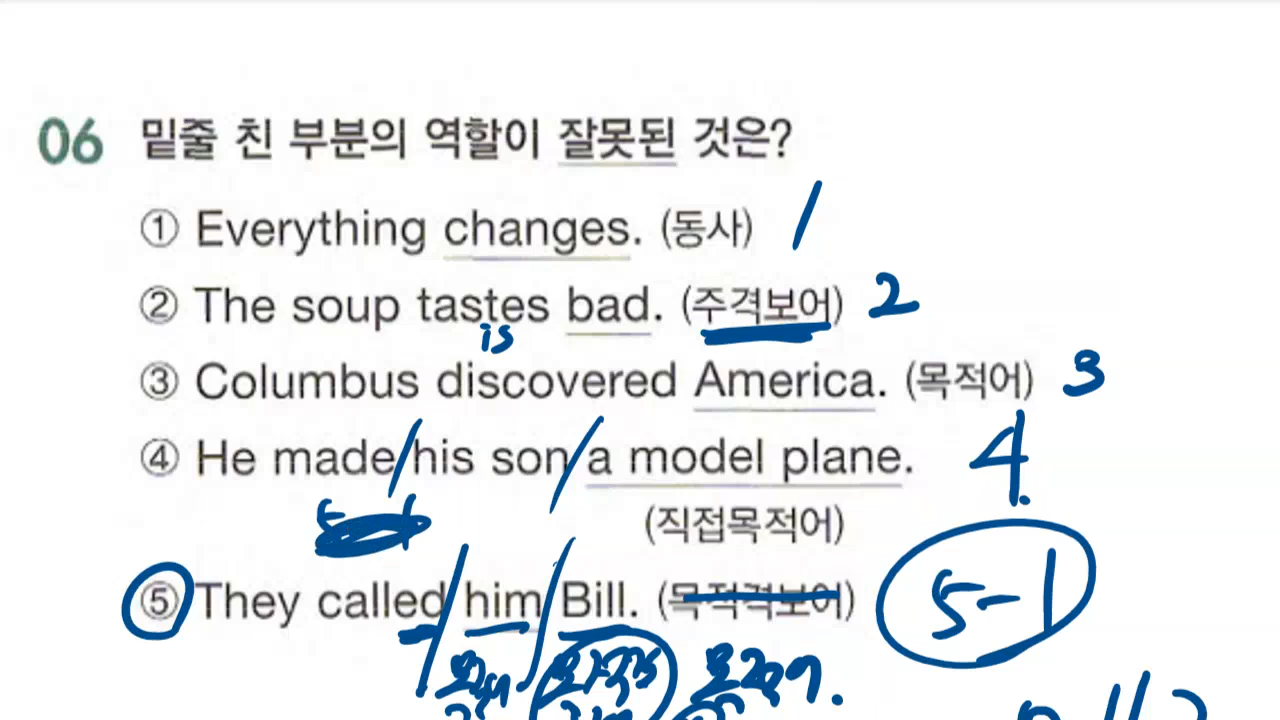 06 밑줄 친 부분의 역할이 잘못된 것은?
① Everything changes. (동사) 1
② The soup tastes bad. (주격보어) 2
is
③ Columbus discovered America. (목적어) 3
④ He made his son a model plane. 4.
(직접목적어)
⑤ They called him Bill. (목적격보어) 5-1